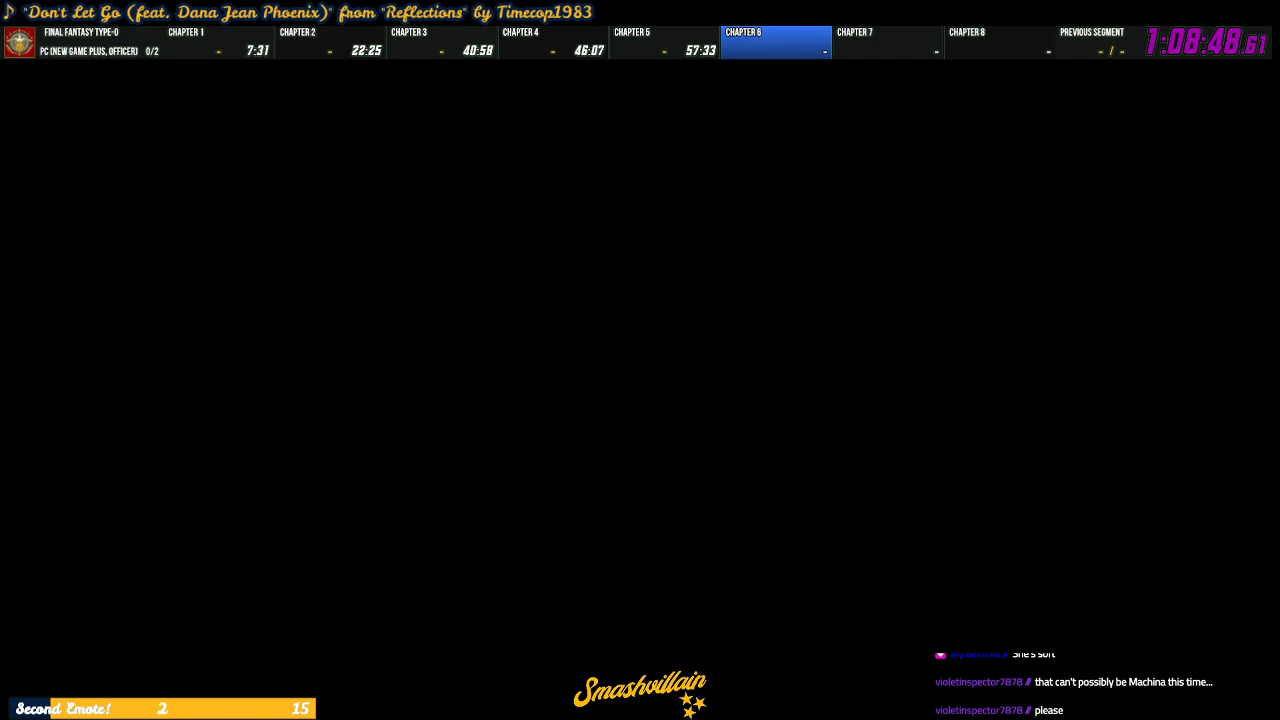 ♪ "Don't Let Go (feat. Dana Jean Phoenix)" from "Reflections" by Timecop1983
FINAL FANTASY TYPE-0
PC (NEW GAME PLUS, OFFICER) 0/2
CHAPTER 1
- 7:31
CHAPTER 2
- 22:25
CHAPTER 3
- 40:58
CHAPTER 4
- 46:07
CHAPTER 5
- 57:33
CHAPTER 6
-
CHAPTER 7
-
CHAPTER 8
-
PREVIOUS SEGMENT
- / -
1:08:48.61
She's soft
violetinspector7878 // that can't possibly be Machina this time...
violetinspector7878 // please
Smashvillain
Second Emote! 2 15